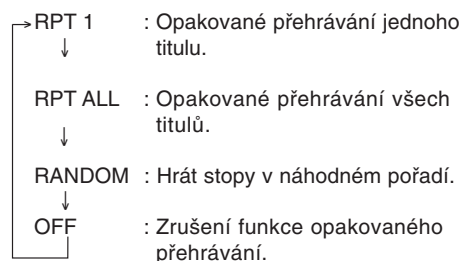 RPT 1 : Opakované přehrávání jednoho
titulu.
RPT ALL : Opakované přehrávání všech
titulů.
RANDOM : Hrát stopy v náhodném pořadí.
OFF : Zrušení funkce opakovaného
přehrávání.